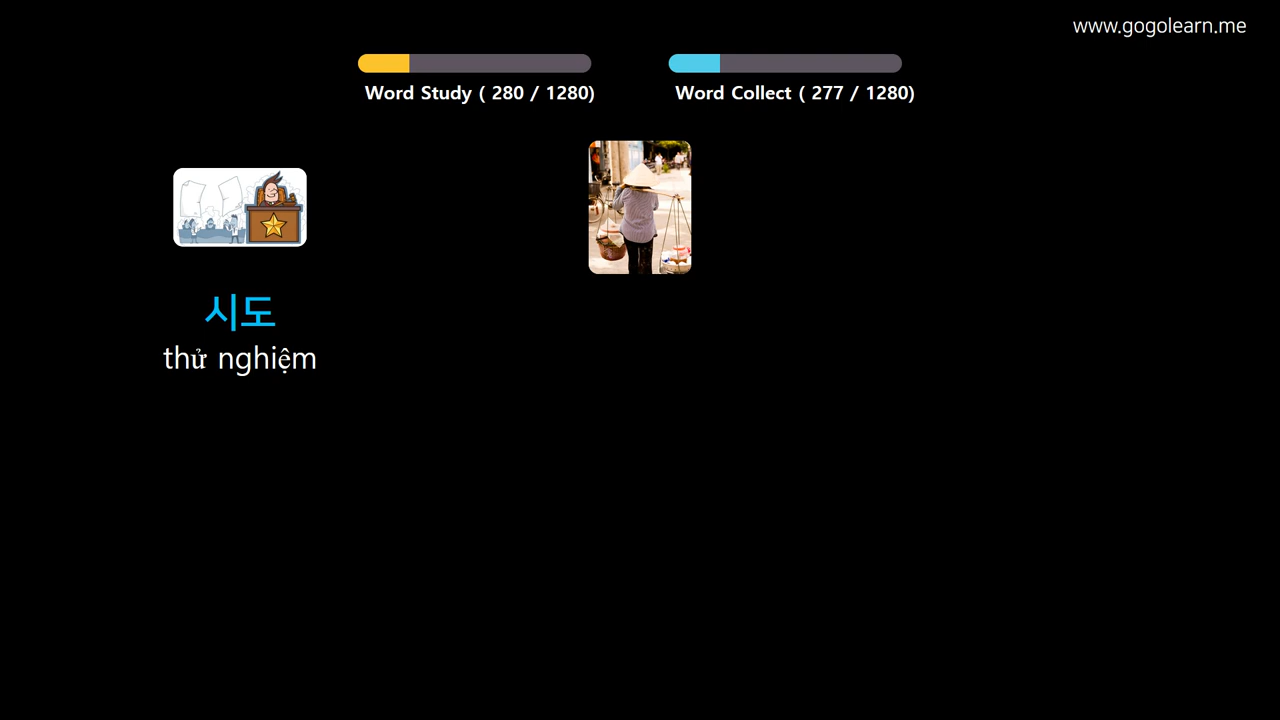 www.gogolearn.me
Word Study ( 280 / 1280)
Word Collect ( 277 / 1280)
시도
thử nghiệm